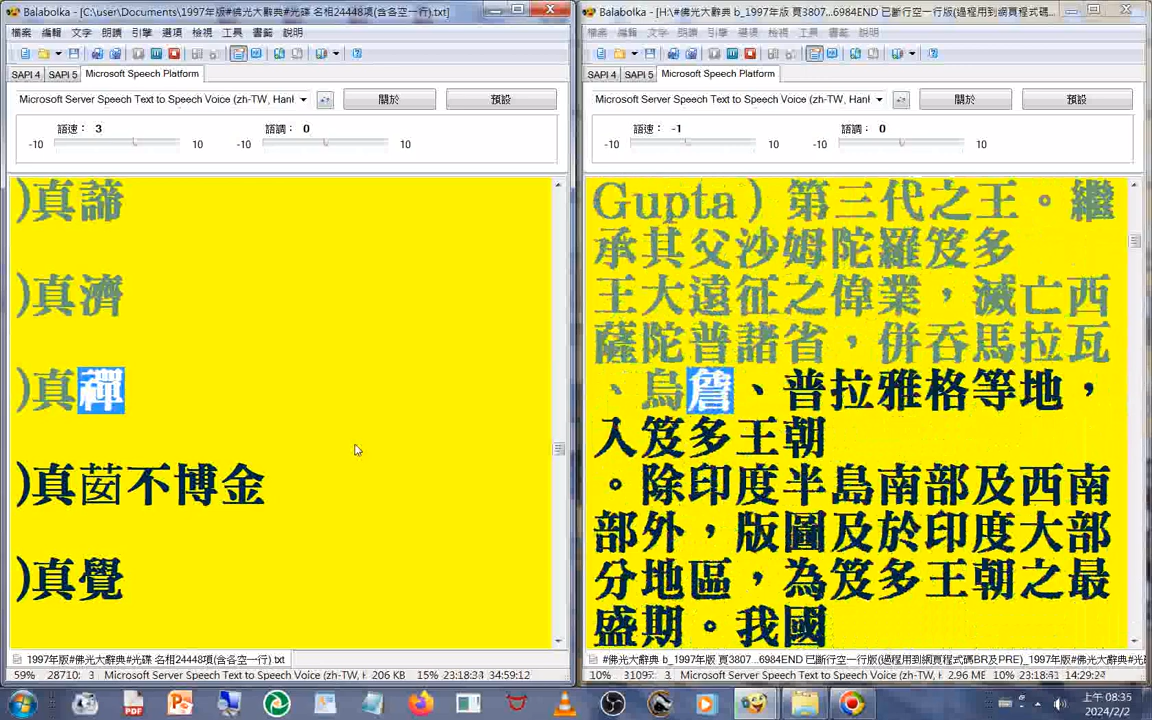 Balabolka - [C:\user\Documents\1997年版#佛光大辭典#光碟 名相24448項(含各空一行).txt]
檔案 編輯 文字 朗讀 引擎 選項 檢視 工具 書籤 說明
SAPI 4 SAPI 5 Microsoft Speech Platform
Microsoft Server Speech Text to Speech Voice (zh-TW, Hanl
關於 預設
語速： 3 語調： 0
-10 10 -10 10
)真諦
)真濟
)真禪
)真䓭不博金
)真覺
1997年版#佛光大辭典#光碟 名相24448項(含各空一行).txt
59% 28710: 3 Microsoft Server Speech Text to Speech Voice (zh-TW, H 206 KB 15% 23:18:34 34:59:12
Balabolka - [H:\#佛光大辭典 b_1997年版 頁3807...6984END 已斷行空一行版(過程用到網頁程式碼
檔案 編輯 文字 朗讀 引擎 選項 檢視 工具 書籤 說明
SAPI 4 SAPI 5 Microsoft Speech Platform
Microsoft Server Speech Text to Speech Voice (zh-TW, Hanl
關於 預設
語速： -1 語調： 0
-10 10 -10 10
Gupta）第三代之王。繼
承其父沙姆陀羅笈多
王大遠征之偉業，滅亡西
薩陀普諸省，併吞馬拉瓦
、烏詹、普拉雅格等地，
入笈多王朝
。除印度半島南部及西南
部外，版圖及於印度大部
分地區，為笈多王朝之最
盛期。我國
#佛光大辭典 b_1997年版 頁3807...6984END 已斷行空一行版(過程用到網頁程式碼BR及PRE)_1997年版#佛光大辭典#光
10% 31097: 3 Microsoft Server Speech Text to Speech Voice (zh-TW, H 2.96 ME 10% 23:18:41 14:29:24
上午 08:35
2024/2/2